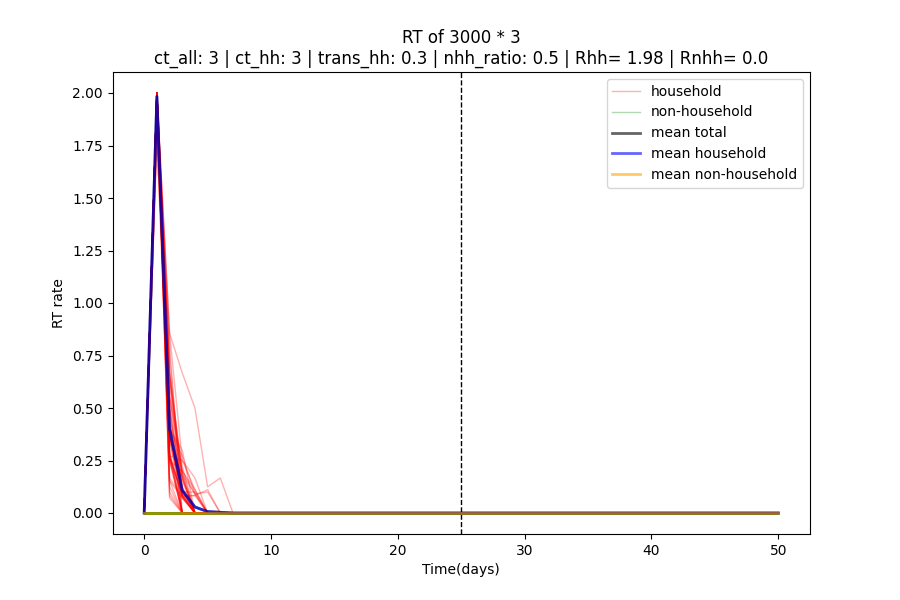 RT of 3000 * 3
ct_all: 3 | ct_hh: 3 | trans_hh: 0.3 | nhh_ratio: 0.5 | Rhh= 1.98 | Rnhh= 0.0
household
non-household
mean total
mean household
mean non-household
2.00
1.75
1.50
1.25
1.00
0.75
0.50
0.25
0.00
RT rate
0 10 20 30 40 50
Time(days)